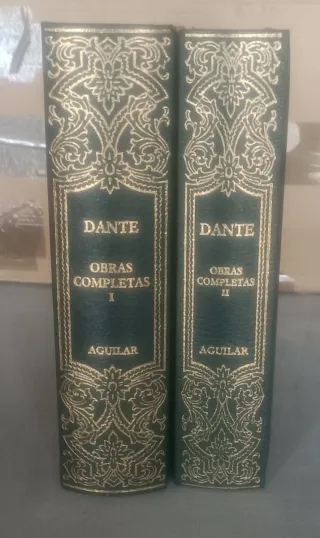 DANTE
OBRAS
COMPLETAS
I
AGUILAR
DANTE
OBRAS
COMPLETAS
II
AGUILAR